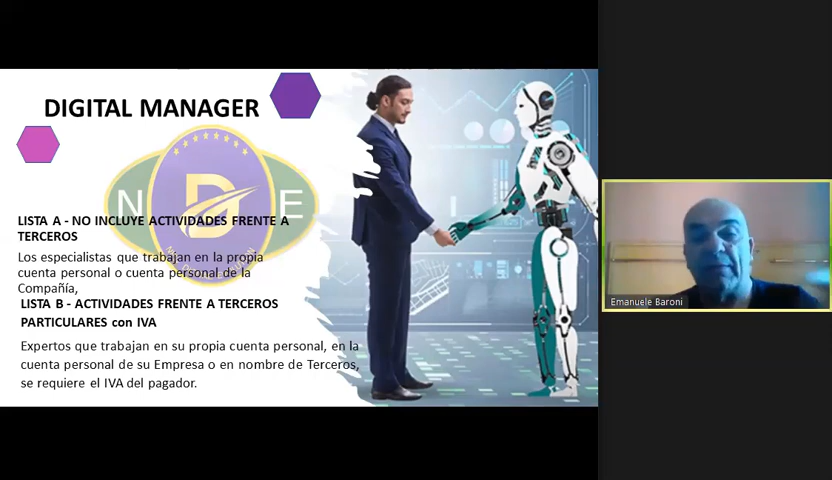 DIGITAL MANAGER
N D E
LISTA A - NO INCLUYE ACTIVIDADES FRENTE A
TERCEROS
Los especialistas que trabajan en la propia
cuenta personal o cuenta personal de la
Compañía,
LISTA B - ACTIVIDADES FRENTE A TERCEROS
PARTICULARES con IVA
Expertos que trabajan en su propia cuenta personal, en la
cuenta personal de su Empresa o en nombre de Terceros,
se requiere el IVA del pagador.
Emanuele Baroni